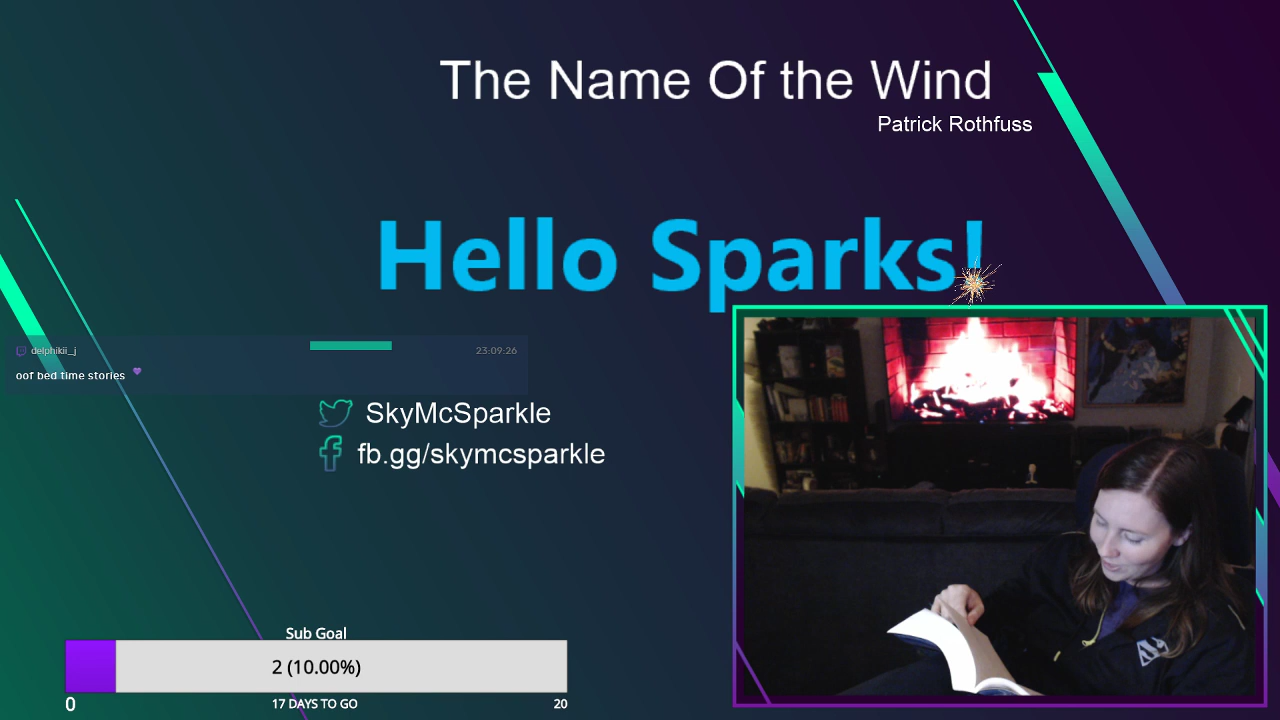 The Name Of the Wind
Patrick Rothfuss
Hello Sparks!
delphikii_j
23:09:26
oof bed time stories
SkyMcSparkle
fb.gg/skymcsparkle
Sub Goal
2 (10.00%)
0
17 DAYS TO GO
20